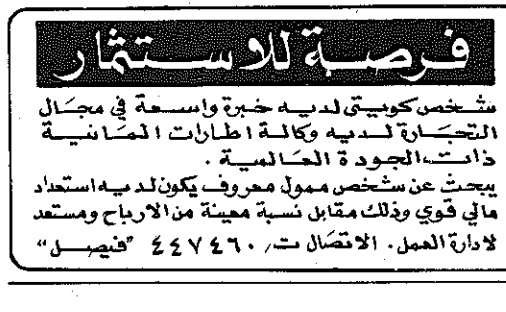 فرصة للاستثمار
شخص كويتي لديه خبرة واسعة في مجال
التجارة لديه وكالة اطارات المانية
ذات الجودة العالمية .
يبحث عن شخص ممول معروف يكون لديه استعداد
مالي قوي وذلك مقابل نسبة معينة من الارباح ومستعد
لادارة العمل . الاتصال ت, ٤٤٧٤٦٠ "فيصل"